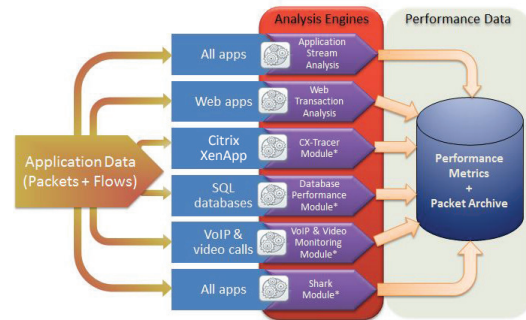 Analysis Engines
Performance Data
All apps
Application
Stream
Analysis
Web apps
Web
Transaction
Analysis
Citrix
XenApp
CX-Tracer
Module*
Application Data
(Packets + Flows)
Performance
Metrics
+
Packet Archive
SQL
databases
Database
Performance
Module*
VoIP &
video calls
VoIP & Video
Monitoring
Module*
All apps
Shark
Module*